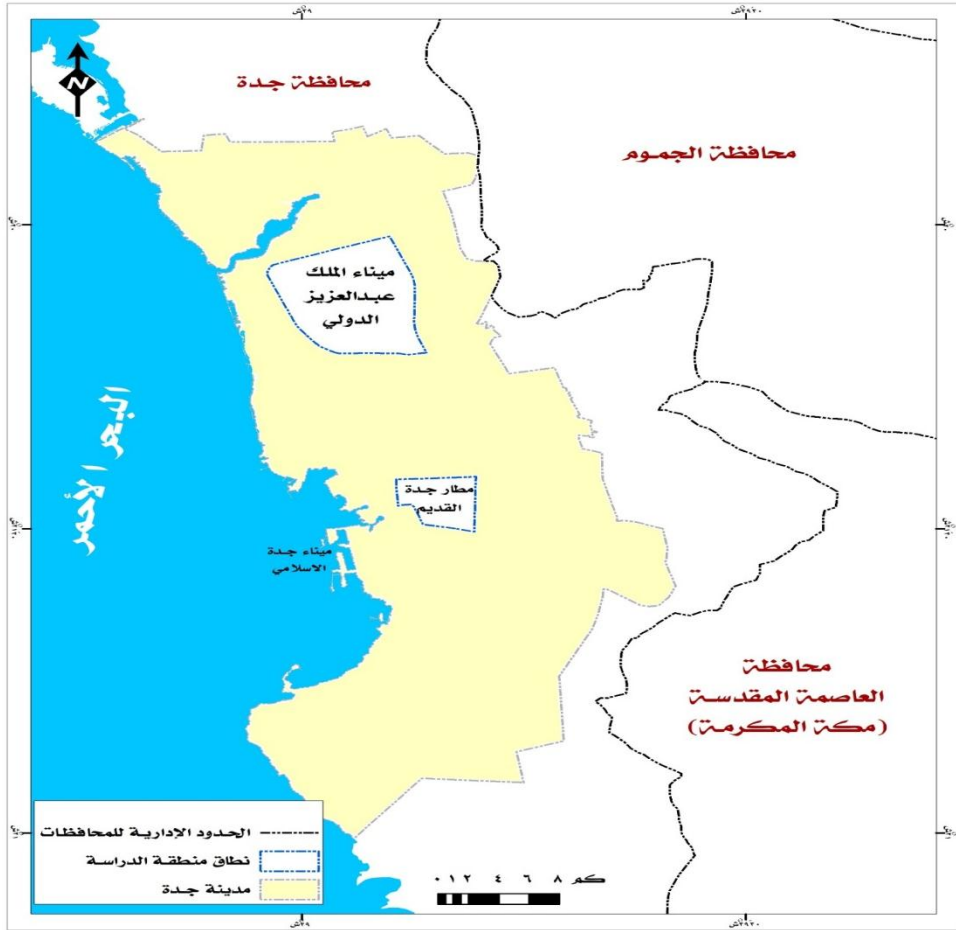 محافظة جدة
محافظة الجموم
ميناء الملك
عبدالعزيز
الدولي
البحر الأحمر
مطار جدة
القديم
ميناء جدة
الاسلامي
محافظة
العاصمة المقدسة
(مكة المكرمة)
الحدود الإدارية للمحافظات
نطاق منطقة الدراسة
مدينة جدة
٠ ١ ٢ ٤ ٦ ٨ كم
N